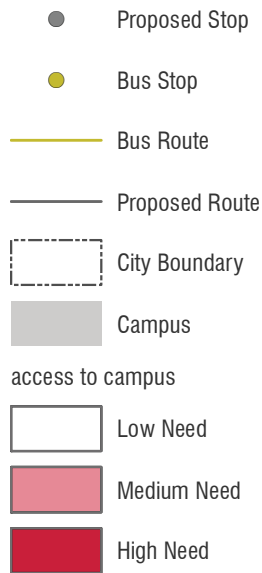 Proposed Stop
Bus Stop
Bus Route
Proposed Route
City Boundary
Campus
access to campus
Low Need
Medium Need
High Need